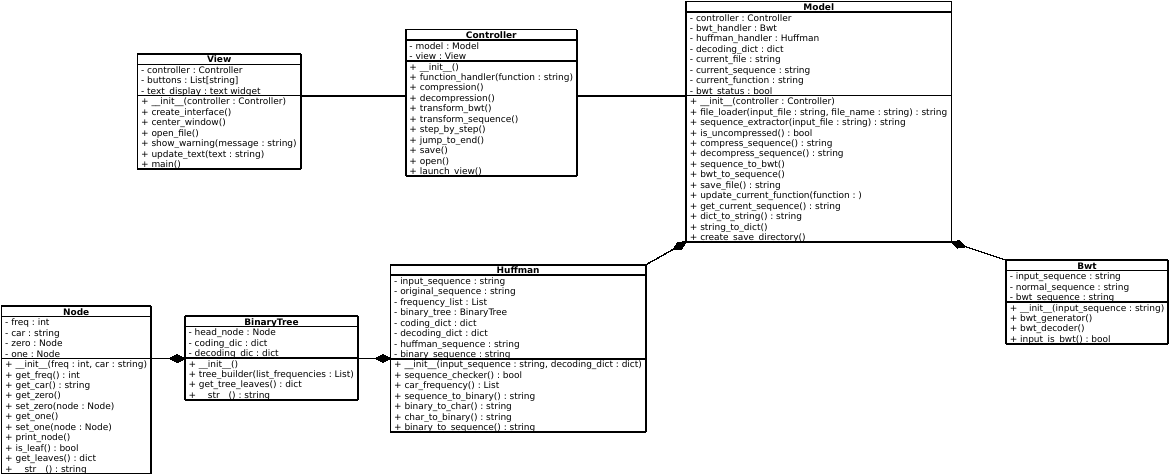 View
- controller : Controller
- buttons : List[string]
- text_display : text widget
+ __init__(controller : Controller)
+ create_interface()
+ center_window()
+ open_file()
+ show_warning(message : string)
+ update_text(text : string)
+ main()
Controller
- model : Model
- view : View
+ __init__()
+ function_handler(function : string)
+ compression()
+ decompression()
+ transform_bwt()
+ transform_sequence()
+ step_by_step()
+ jump_to_end()
+ save()
+ open()
+ launch_view()
Model
- controller : Controller
- bwt_handler : Bwt
- huffman_handler : Huffman
- decoding_dict : dict
- current_file : string
- current_sequence : string
- current_function : string
- bwt_status : bool
+ __init__(controller : Controller)
+ file_loader(input_file : string, file_name : string) : string
+ sequence_extractor(input_file : string) : string
+ is_uncompressed() : bool
+ compress_sequence() : string
+ decompress_sequence() : string
+ sequence_to_bwt()
+ bwt_to_sequence()
+ save_file() : string
+ update_current_function(function : )
+ get_current_sequence() : string
+ dict_to_string() : string
+ string_to_dict()
+ create_save_directory()
Node
- freq : int
- car : string
- zero : Node
- one : Node
+ __init__(freq : int, car : string)
+ get_freq() : int
+ get_car() : string
+ get_zero()
+ set_zero(node : Node)
+ get_one()
+ set_one(node : Node)
+ print_node()
+ is_leaf() : bool
+ get_leaves() : dict
+ __str__() : string
BinaryTree
- head_node : Node
- coding_dic : dict
- decoding_dic : dict
+ __init__()
+ tree_builder(list_frequencies : List)
+ get_tree_leaves() : dict
+ __str__() : string
Huffman
- input_sequence : string
- original_sequence : string
- frequency_list : List
- binary_tree : BinaryTree
- coding_dict : dict
- decoding_dict : dict
- huffman_sequence : string
- binary_sequence : string
+ __init__(input_sequence : string, decoding_dict : dict)
+ sequence_checker() : bool
+ car_frequency() : List
+ sequence_to_binary() : string
+ binary_to_char() : string
+ char_to_binary() : string
+ binary_to_sequence() : string
Bwt
- input_sequence : string
- normal_sequence : string
- bwt_sequence : string
+ __init__(input_sequence : string)
+ bwt_generator()
+ bwt_decoder()
+ input_is_bwt() : bool